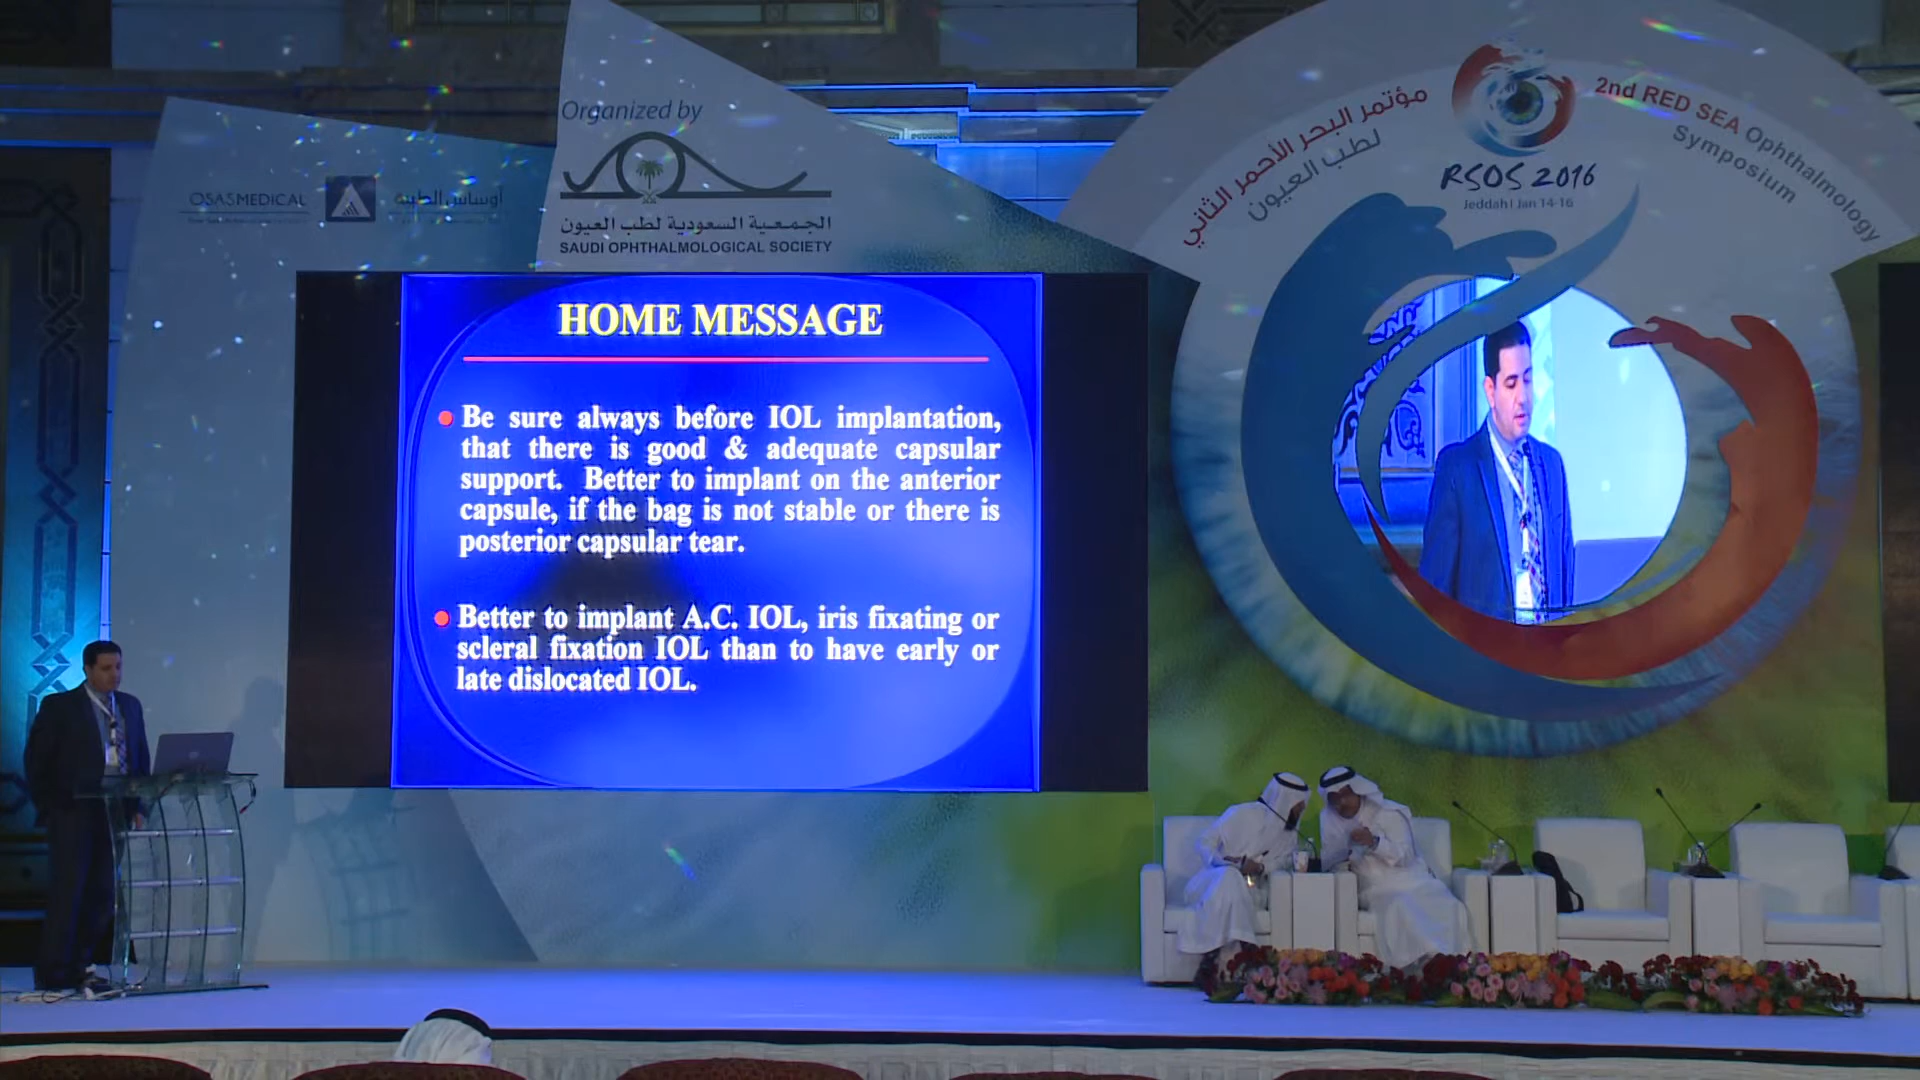 Organized by
الجمعية السعودية لطب العيون
SAUDI OPHTHALMOLOGICAL SOCIETY
OSASMEDICAL
أوساس الطبية
مؤتمر البحر الأحمر الثاني
لطب العيون
2nd RED SEA Ophthalmology
Symposium
RSOS 2016
Jeddah | Jan 14-16
HOME MESSAGE
Be sure always before IOL implantation,
that there is good & adequate capsular
support. Better to implant on the anterior
capsule, if the bag is not stable or there is
posterior capsular tear.
Better to implant A.C. IOL, iris fixating or
scleral fixation IOL than to have early or
late dislocated IOL.